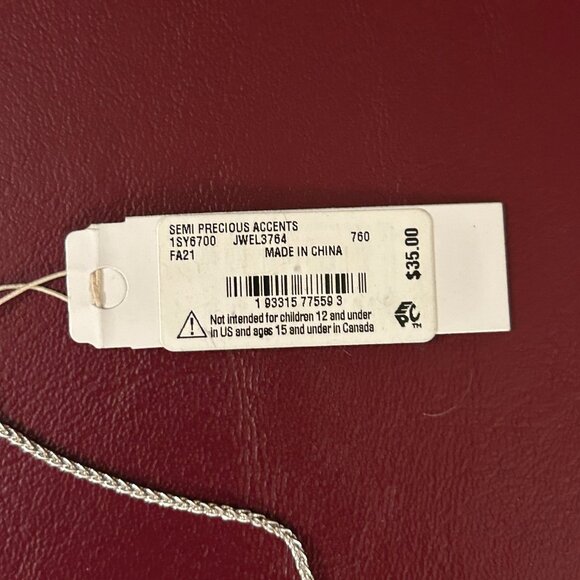 SEMI PRECIOUS ACCENTS
1SY6700 JWEL3764 760
FA21 MADE IN CHINA
1 93315 77559 3
Not intended for children 12 and under
in US and ages 15 and under in Canada
$35.00
PEC™